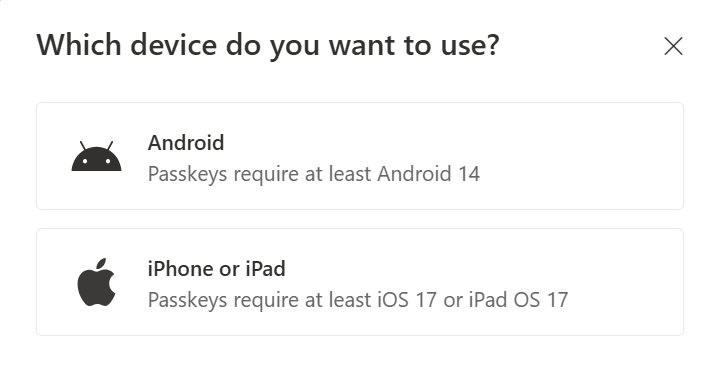 Which device do you want to use?
Android
Passkeys require at least Android 14
iPhone or iPad
Passkeys require at least iOS 17 or iPad OS 17